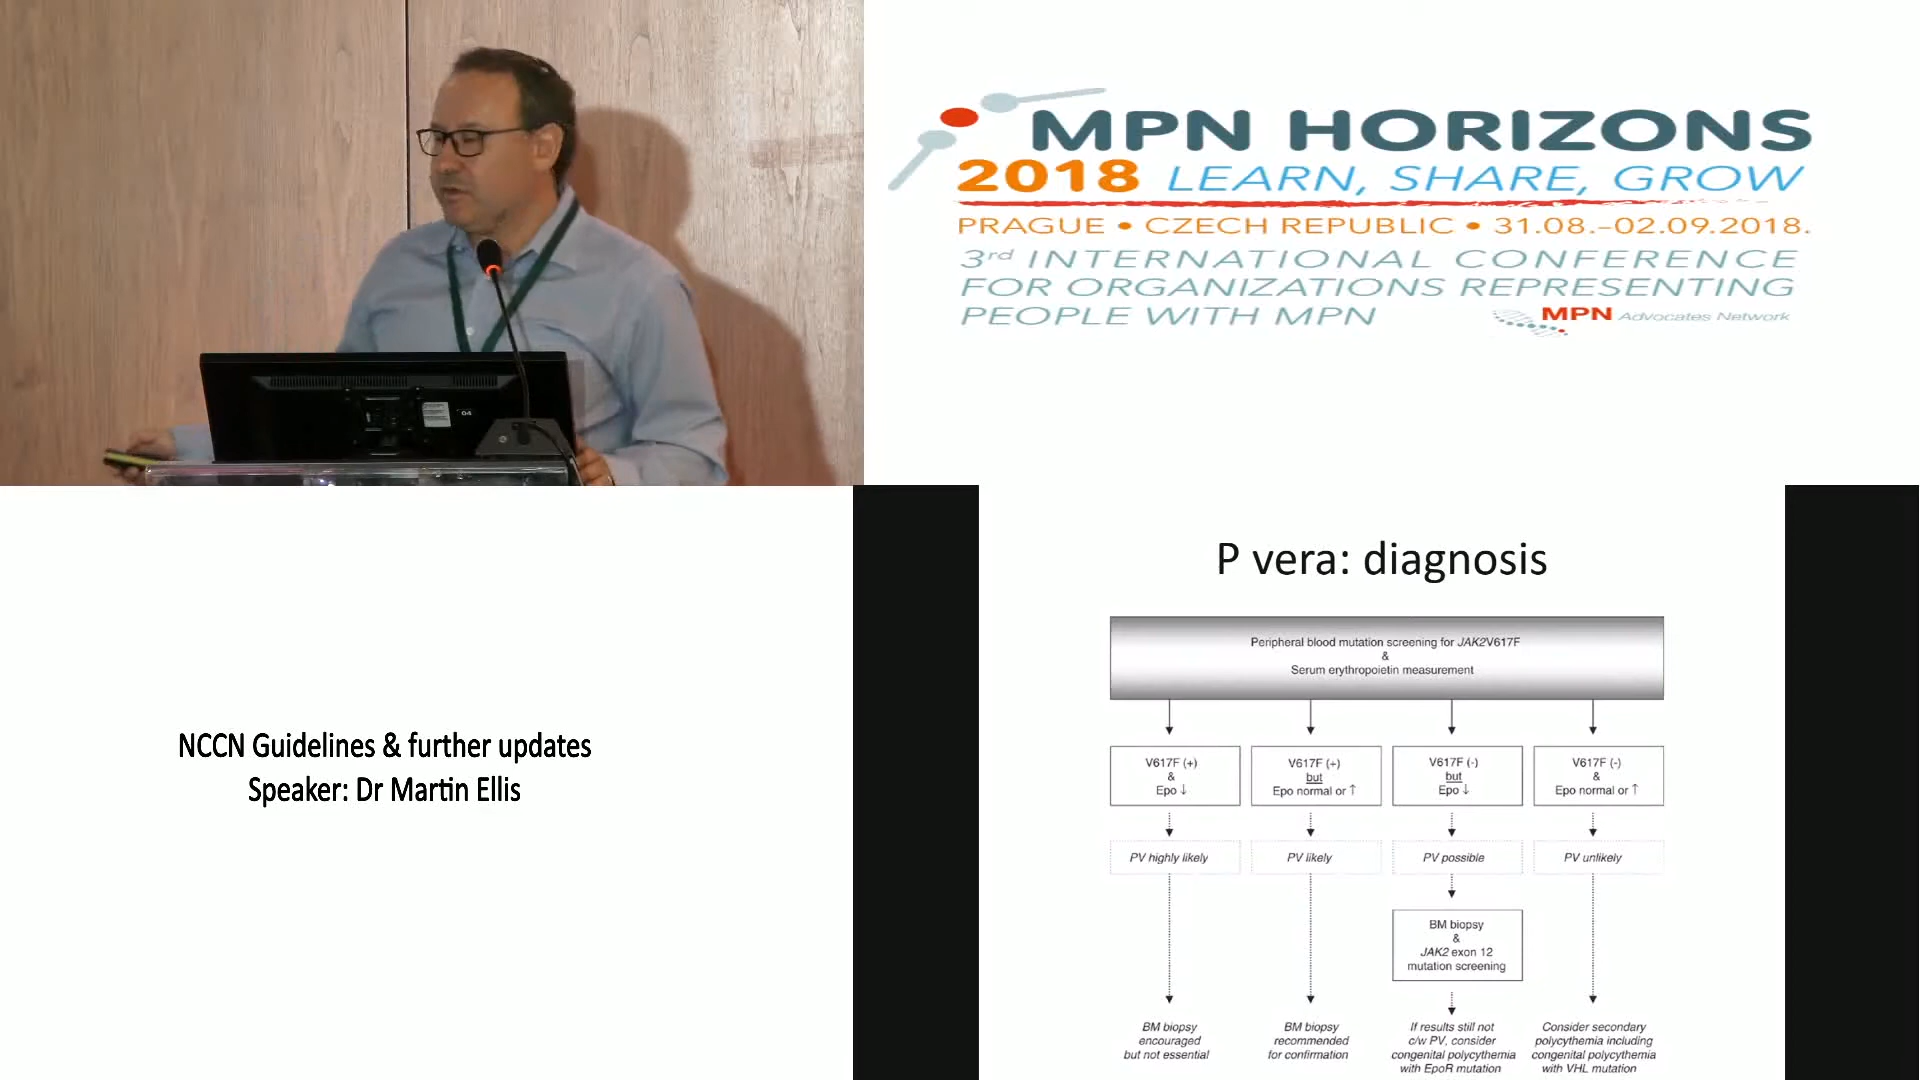 MPN HORIZONS
2018 LEARN, SHARE, GROW
PRAGUE • CZECH REPUBLIC • 31.08.–02.09.2018.
3rd INTERNATIONAL CONFERENCE
FOR ORGANIZATIONS REPRESENTING
PEOPLE WITH MPN
MPN Advocates Network
04
NCCN Guidelines & further updates
Speaker: Dr Martin Ellis
P vera: diagnosis
Peripheral blood mutation screening for JAK2V617F
&
Serum erythropoietin measurement
V617F (+)
&
Epo ↓
V617F (+)
but
Epo normal or ↑
V617F (-)
but
Epo ↓
V617F (-)
&
Epo normal or ↑
PV highly likely
PV likely
PV possible
PV unlikely
BM biopsy
&
JAK2 exon 12
mutation screening
BM biopsy
encouraged
but not essential
BM biopsy
recommended
for confirmation
If results still not
c/w PV, consider
congenital polycythemia
with EpoR mutation
Consider secondary
polycythemia including
congenital polycythemia
with VHL mutation